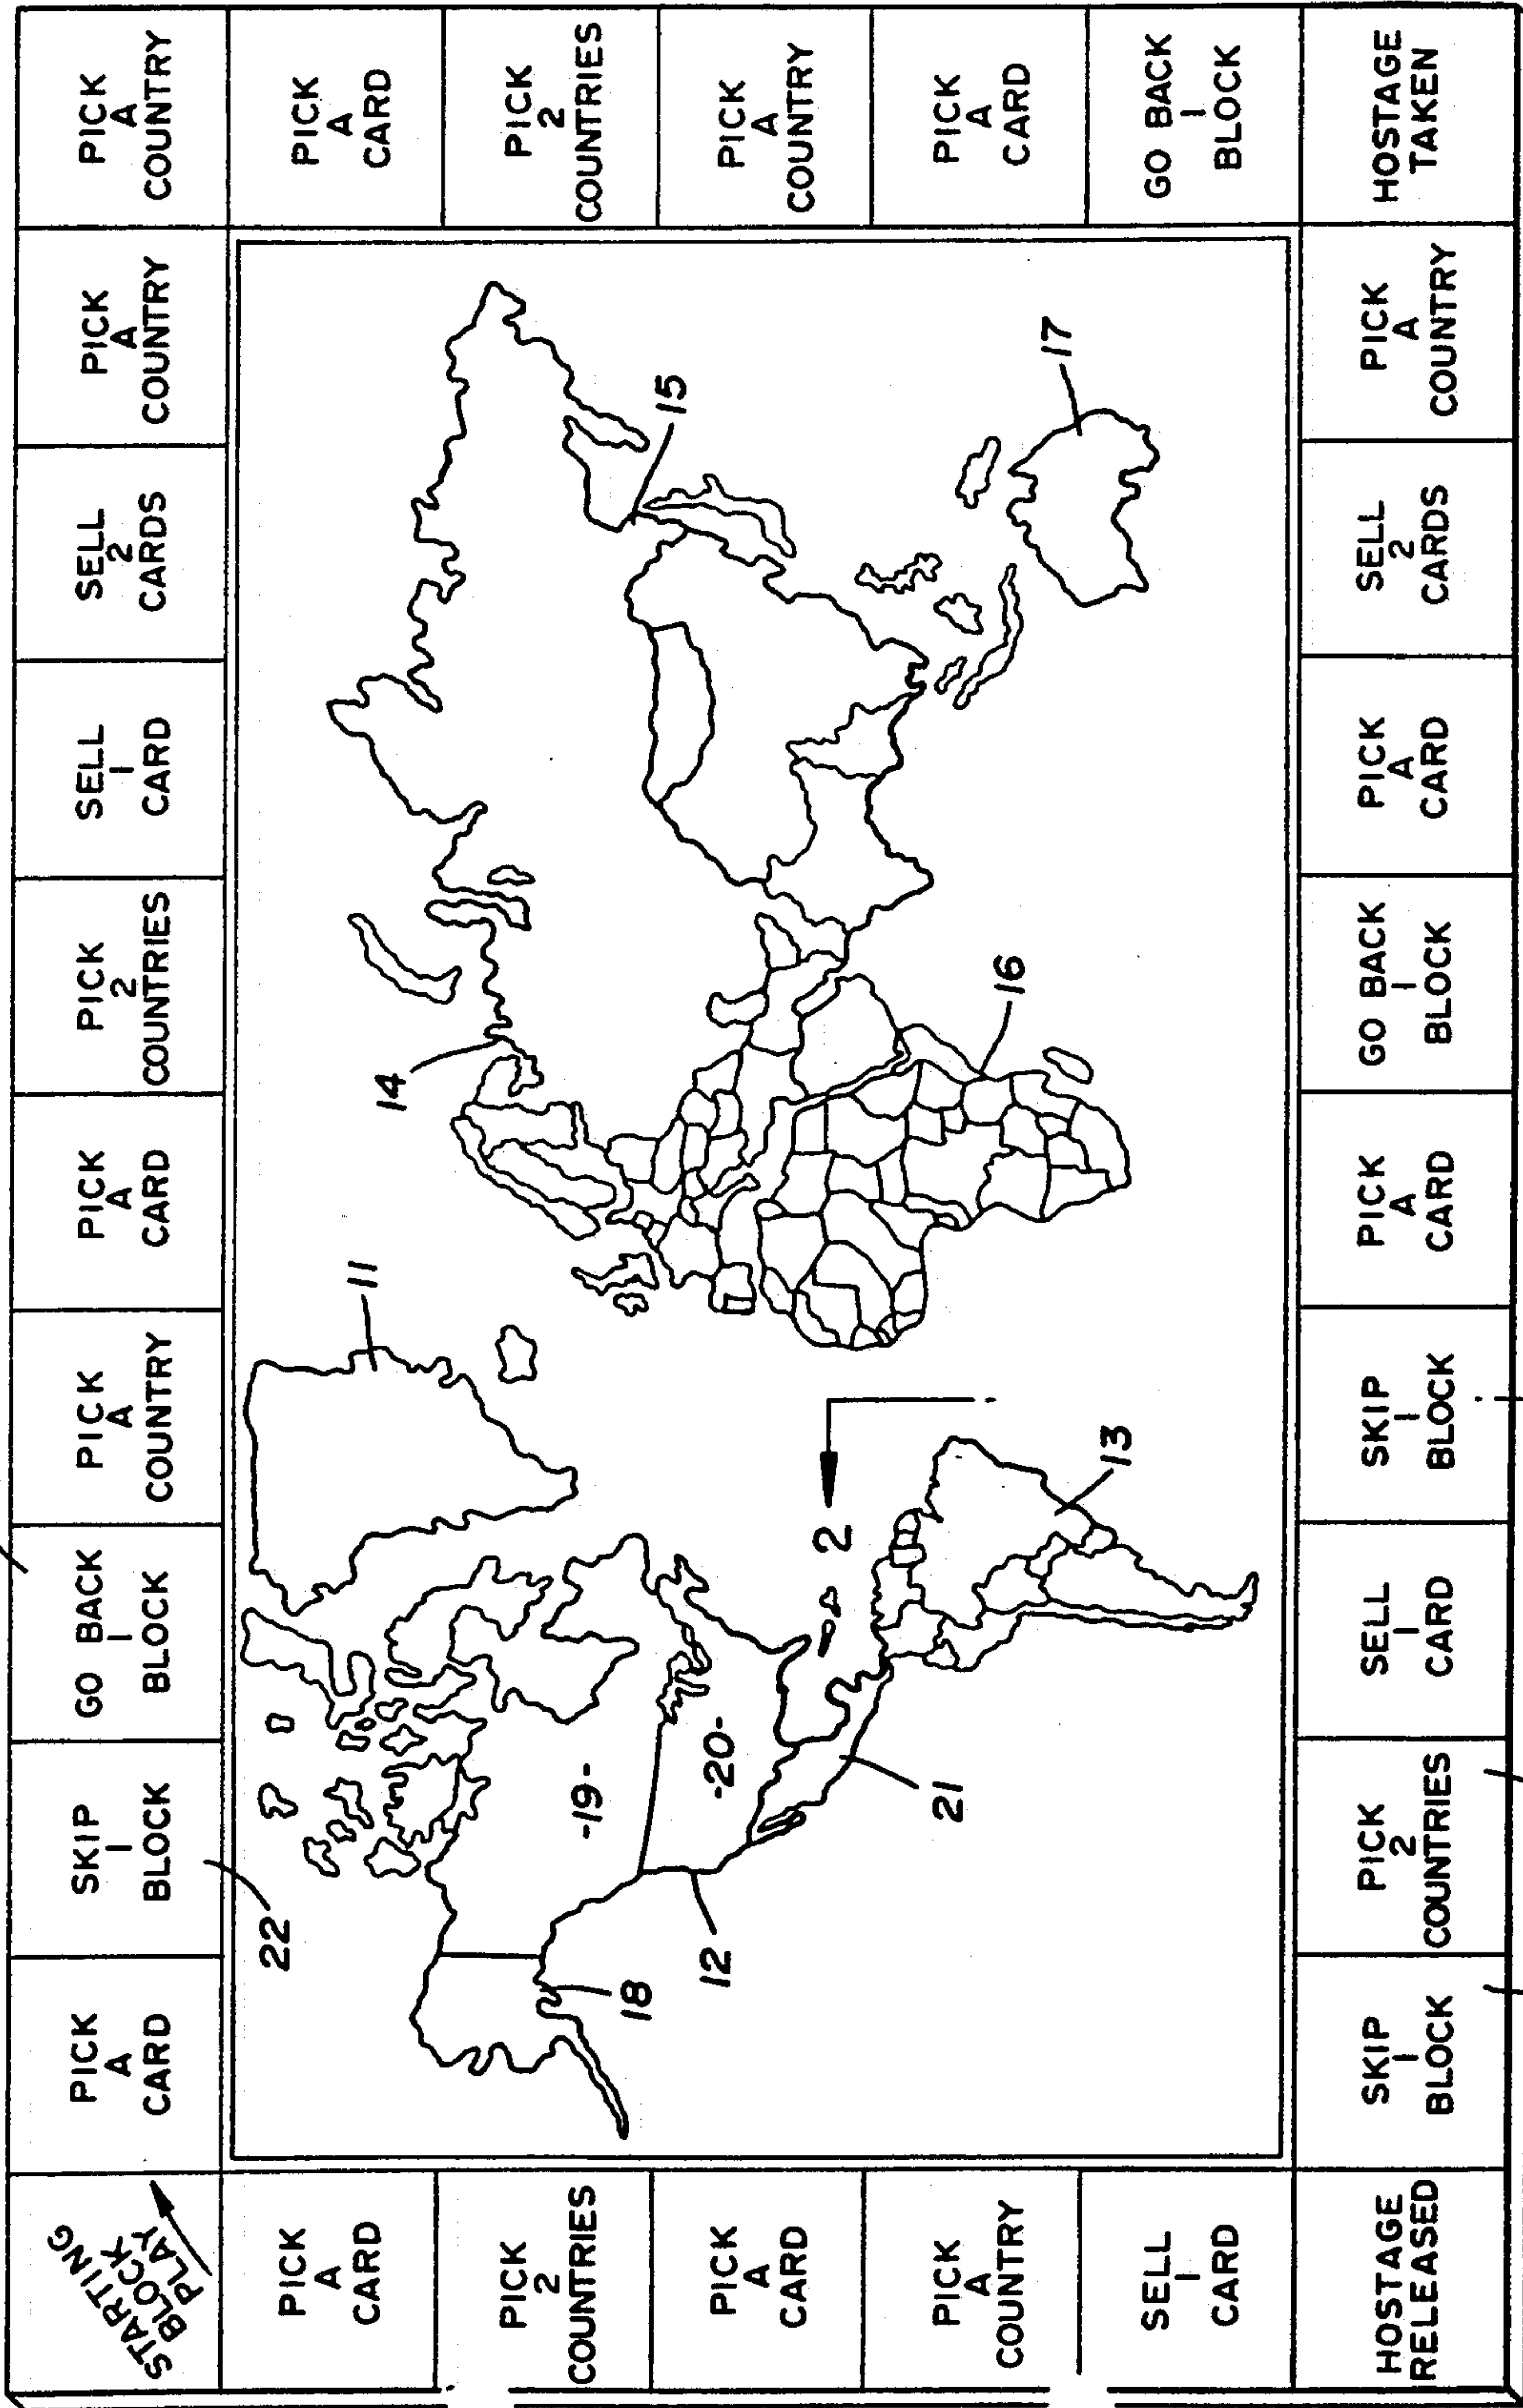 STARTING
BLOCK
PLAY
PICK
A
CARD
SKIP
1
BLOCK
GO BACK
1
BLOCK
PICK
A
COUNTRY
PICK
A
CARD
PICK
2
COUNTRIES
SELL
1
CARD
SELL
2
CARDS
PICK
A
COUNTRY
PICK
A
COUNTRY
PICK
A
CARD
PICK
2
COUNTRIES
PICK
A
CARD
PICK
A
COUNTRY
SELL
1
CARD
22
11
14
18
-19-
12
-20-
15
2
21
13
16
17
PICK
A
CARD
PICK
2
COUNTRIES
PICK
A
COUNTRY
PICK
A
CARD
GO BACK
1
BLOCK
HOSTAGE
RELEASED
SKIP
1
BLOCK
PICK
2
COUNTRIES
SELL
1
CARD
SKIP
1
BLOCK
PICK
A
CARD
GO BACK
1
BLOCK
PICK
A
CARD
SELL
2
CARDS
PICK
A
COUNTRY
HOSTAGE
TAKEN